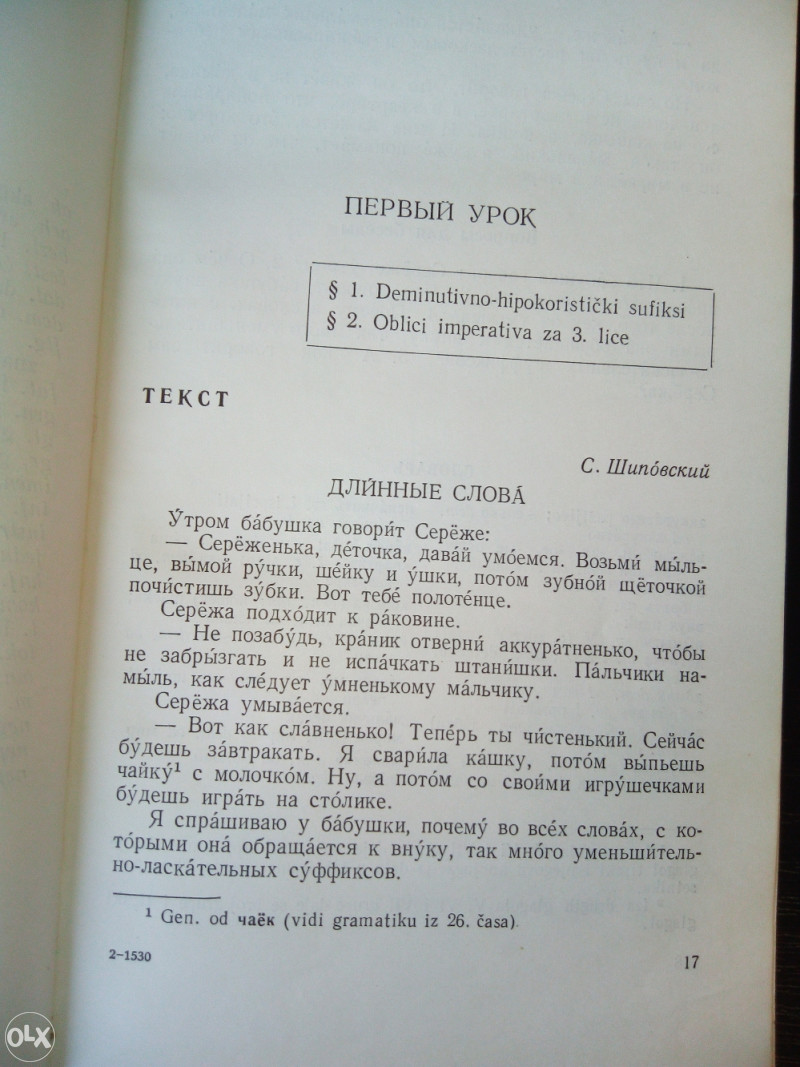 ПЕРВЫЙ УРОК
§ 1. Deminutivno-hipokoristički sufiksi
§ 2. Oblici imperativa za 3. lice
ТЕКСТ
С. Шипо́вский
ДЛИ́ННЫЕ СЛОВА́
У́тром ба́бушка говори́т Серёже:
— Серёженька, де́точка, дава́й умо́емся. Возьми́ мы́ль-
це, вы́мой ру́чки, ше́йку и у́шки, пото́м зубно́й щёточкой
почи́стишь зу́бки. Вот тебе́ полоте́нце.
Серёжа подхо́дит к ра́ковине.
— Не позабу́дь, кра́ник отверни́ аккура́тненько, что́бы
не забры́згать и не испа́чкать штани́шки. Па́льчики на-
мы́ль, как сле́дует у́мненькому ма́льчику.
Серёжа умыва́ется.
— Вот как сла́вненько! Тепе́рь ты чи́стенький. Сейча́с
бу́дешь за́втракать. Я свари́ла ка́шку, пото́м вы́пьешь
чайку́¹ с молочко́м. Ну, а пото́м со свои́ми игру́шечками
бу́дешь игра́ть на сто́лике.
Я спра́шиваю у ба́бушки, почему́ во всех слова́х, с ко-
то́рыми она́ обраща́ется к вну́ку, так мно́го уменьши́тель-
но-ласка́тельных су́ффиксов.
¹ Gen. od чаёк (vidi gramatiku iz 26. časa)
2–1530
17
OLX